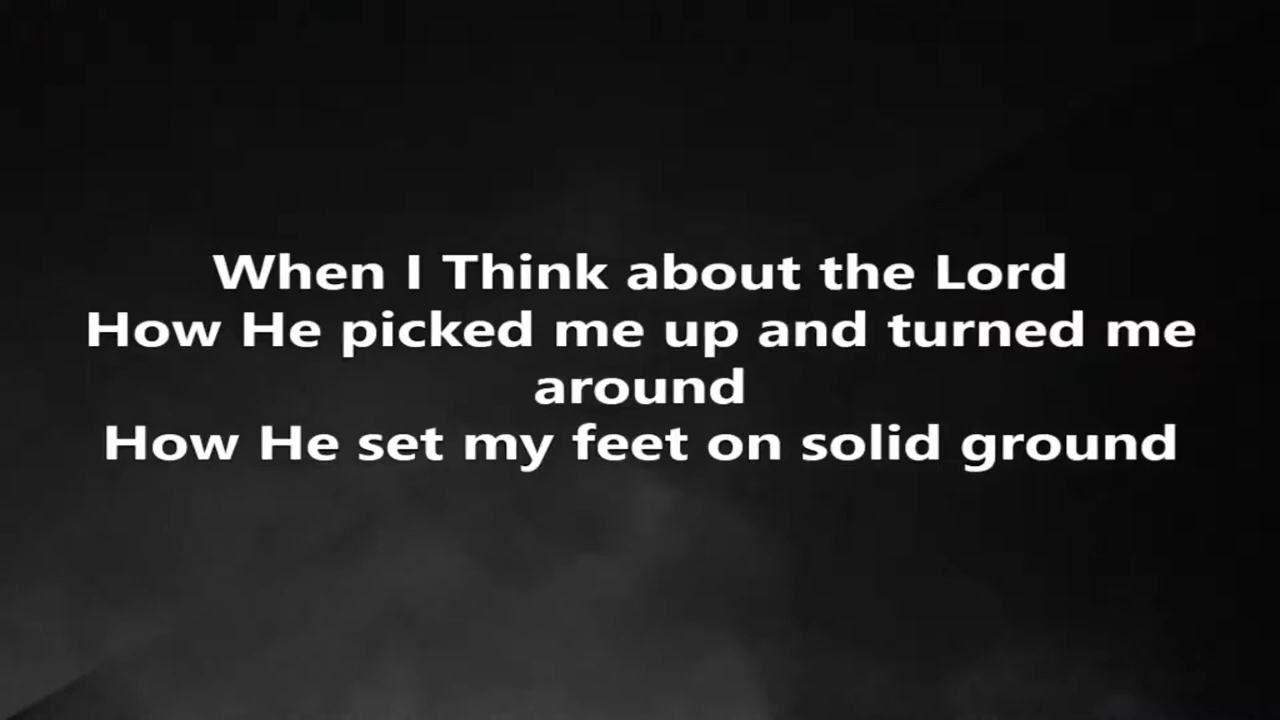 When I Think about the Lord
How He picked me up and turned me
around
How He set my feet on solid ground